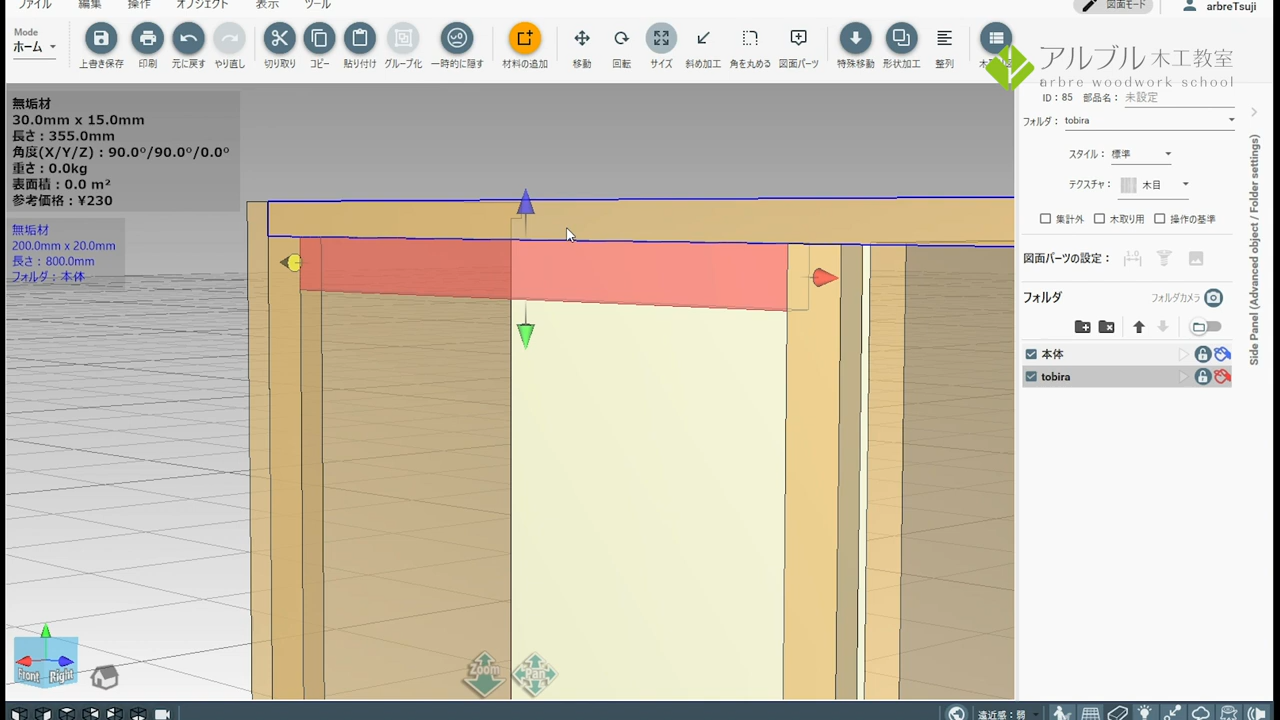 ファイル 編集 操作 オブジェクト 表示 ツール
図面モード arbreTsuji
Mode
ホーム
上書き保存 印刷 元に戻す やり直し 切り取り コピー 貼り付け グループ化 一時的に隠す 材料の追加 移動 回転 サイズ 斜め加工 角を丸める 図面パーツ 特殊移動 形状加工 整列
アルブル木工教室
arbre woodwork school
無垢材
30.0mm x 15.0mm
長さ : 355.0mm
角度(X/Y/Z) : 90.0°/90.0°/0.0°
重さ : 0.0kg
表面積 : 0.0 m²
参考価格 : ¥230
無垢材
200.0mm x 20.0mm
長さ : 800.0mm
フォルダ : 本体
ID : 85 部品名 : 未設定
フォルダ : tobira
スタイル : 標準
テクスチャ : 木目
集計外 木取り用 操作の基準
図面パーツの設定 :
フォルダ フォルダカメラ
本体
tobira
Side Panel (Advanced object / Folder settings)
Zoom Pan
Front Right
遠近感 : 弱